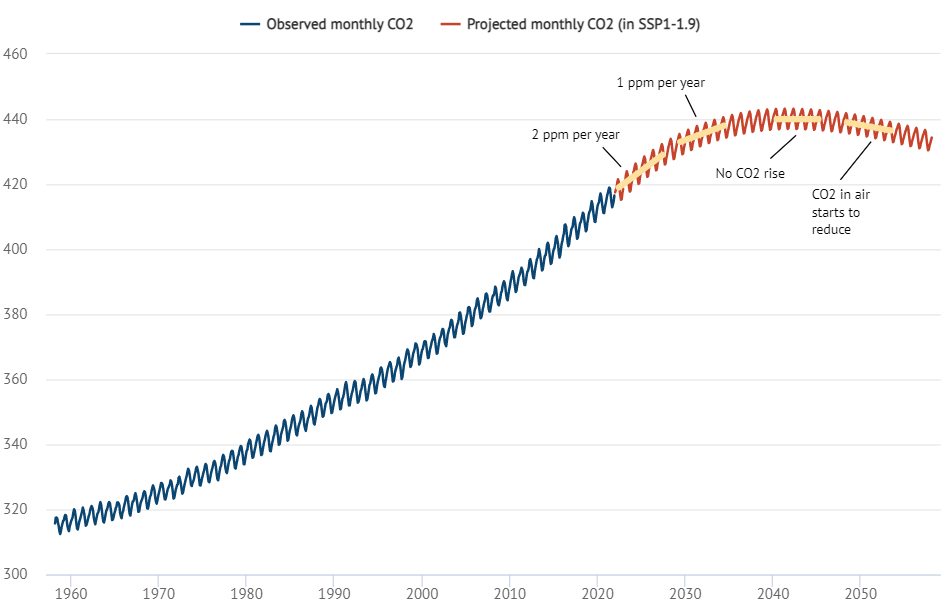 Observed monthly CO2 Projected monthly CO2 (in SSP1-1.9)
460
440
420
400
380
360
340
320
300
1 ppm per year
2 ppm per year
No CO2 rise
CO2 in air
starts to
reduce
1960 1970 1980 1990 2000 2010 2020 2030 2040 2050